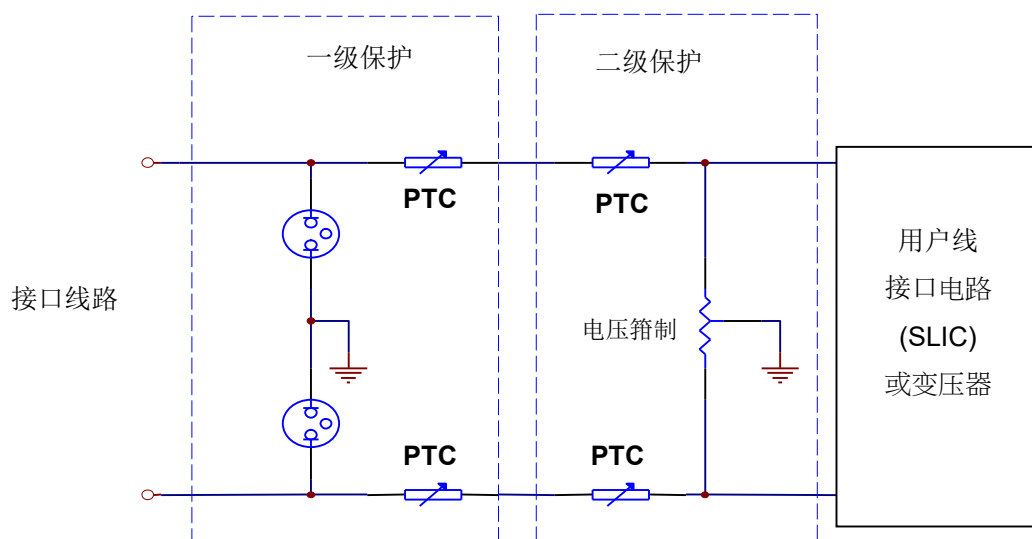 一级保护
二级保护
PTC
PTC
接口线路
电压箝制
用户线
接口电路
(SLIC)
或变压器
PTC
PTC